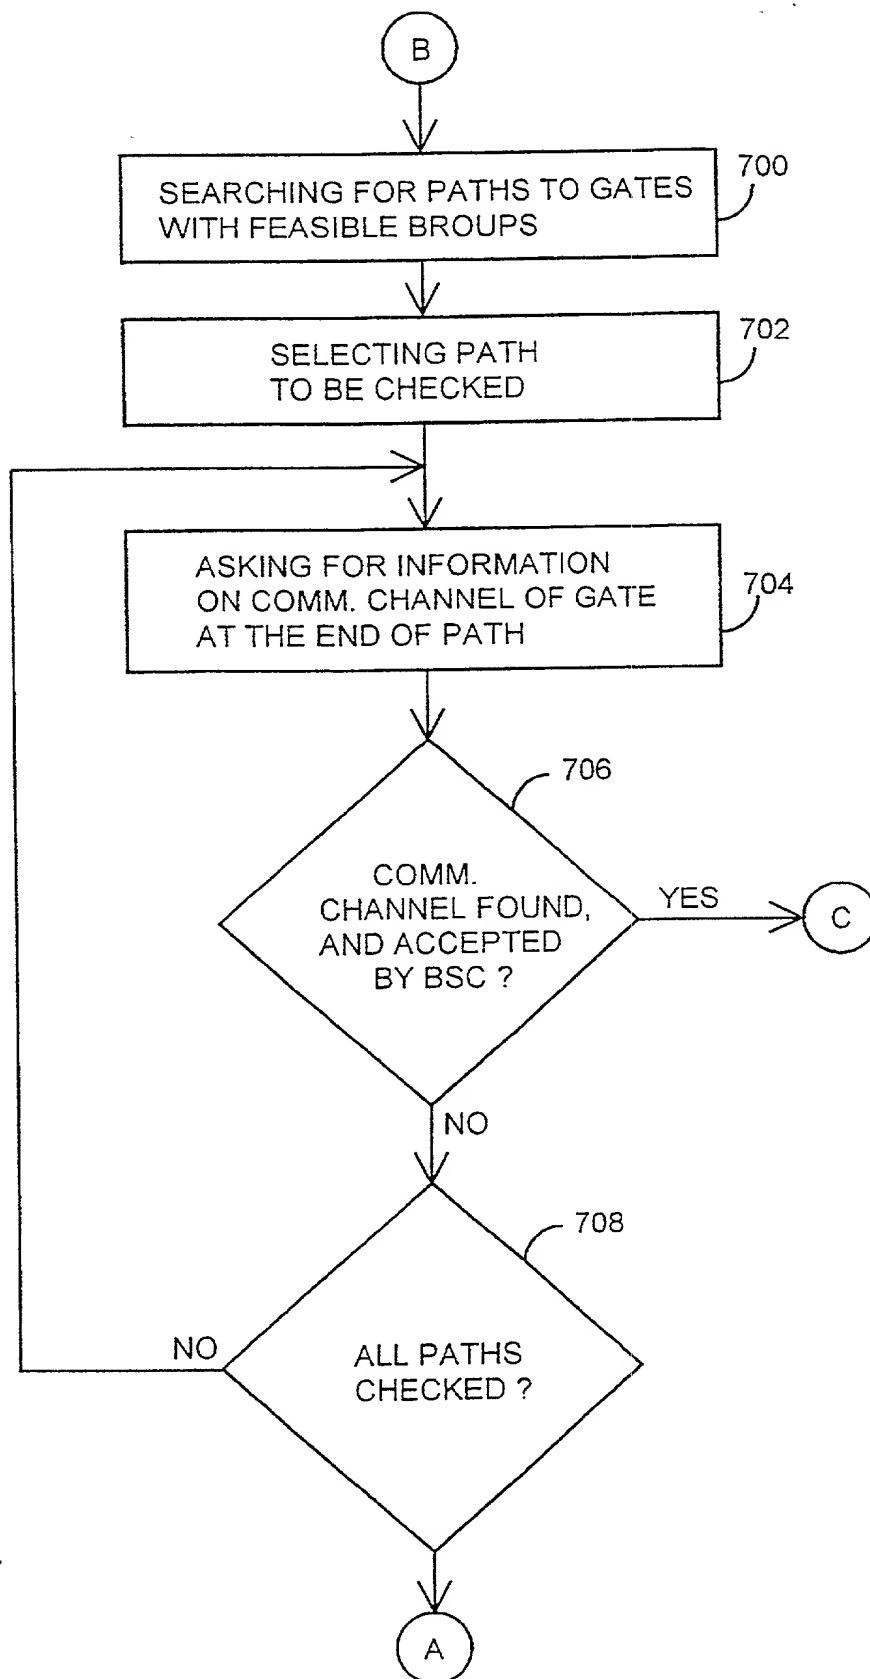 B
700
SEARCHING FOR PATHS TO GATES
WITH FEASIBLE BROUPS
702
SELECTING PATH
TO BE CHECKED
ASKING FOR INFORMATION
ON COMM. CHANNEL OF GATE
AT THE END OF PATH
704
706
COMM.
CHANNEL FOUND,
AND ACCEPTED
BY BSC ?
YES
C
NO
708
NO
ALL PATHS
CHECKED ?
A